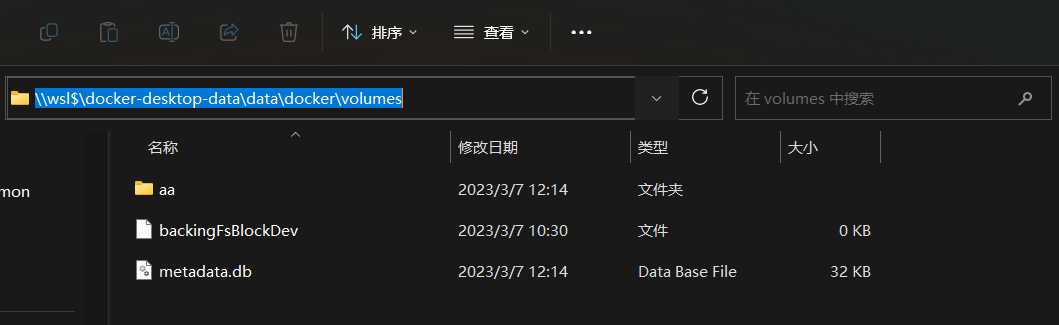 排序 查看
\\wsl$\docker-desktop-data\data\docker\volumes 在 volumes 中搜索
名称 修改日期 类型 大小
mon
aa 2023/3/7 12:14 文件夹
backingFsBlockDev 2023/3/7 10:30 文件 0 KB
metadata.db 2023/3/7 12:14 Data Base File 32 KB